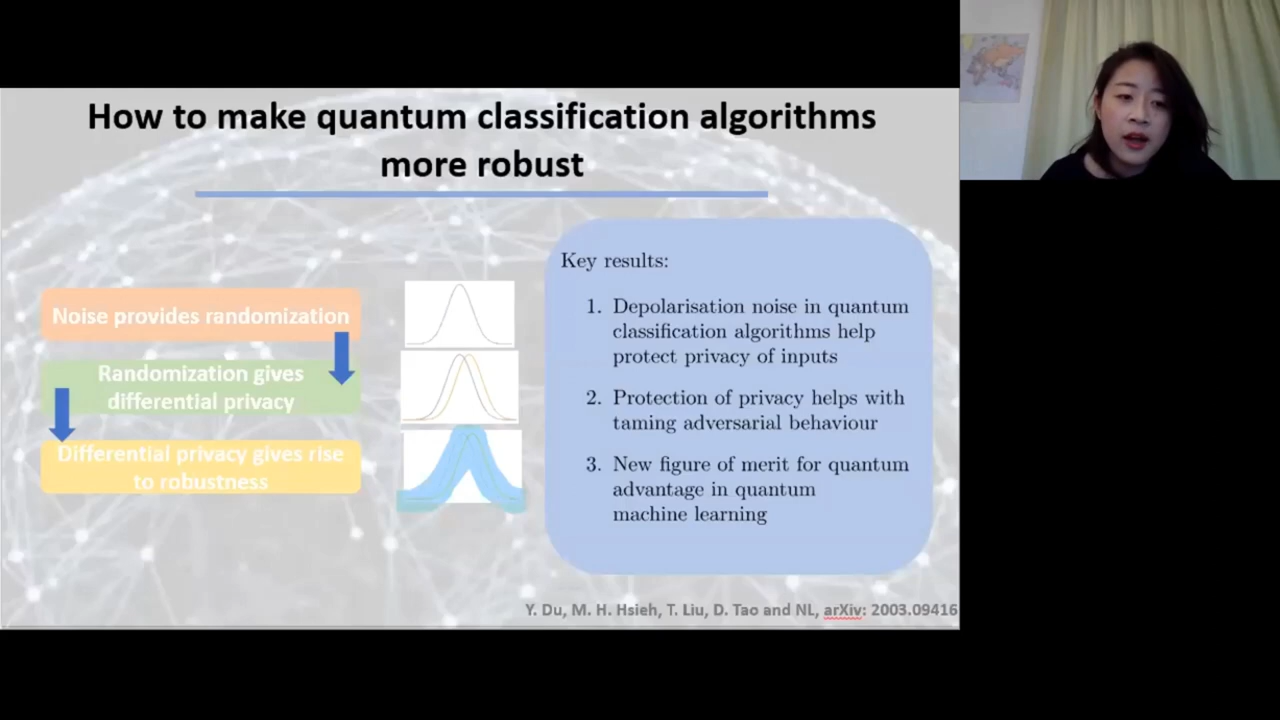 How to make quantum classification algorithms
more robust
Noise provides randomization
Randomization gives
differential privacy
Differential privacy gives rise
to robustness
Key results:
1. Depolarisation noise in quantum
classification algorithms help
protect privacy of inputs
2. Protection of privacy helps with
taming adversarial behaviour
3. New figure of merit for quantum
advantage in quantum
machine learning
Y. Du, M. H. Hsieh, T. Liu, D. Tao and NL, arXiv: 2003.09416